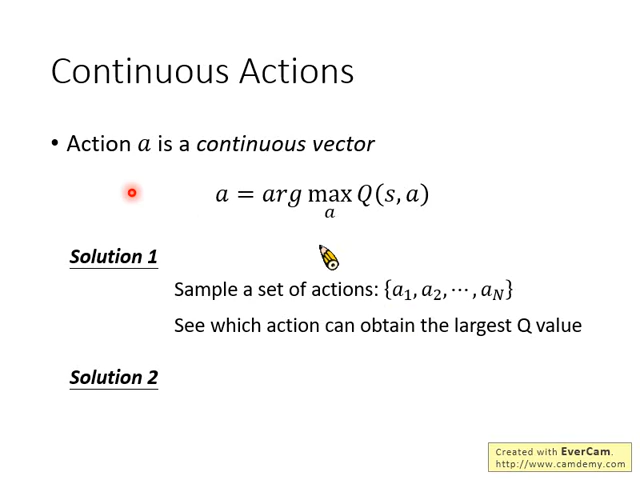 Continuous Actions
• Action a is a continuous vector
a = arg max Q(s, a)
a
Solution 1
Sample a set of actions: {a₁, a₂, ⋯ , a_N}
See which action can obtain the largest Q value
Solution 2
Created with EverCam.
http://www.camdemy.com